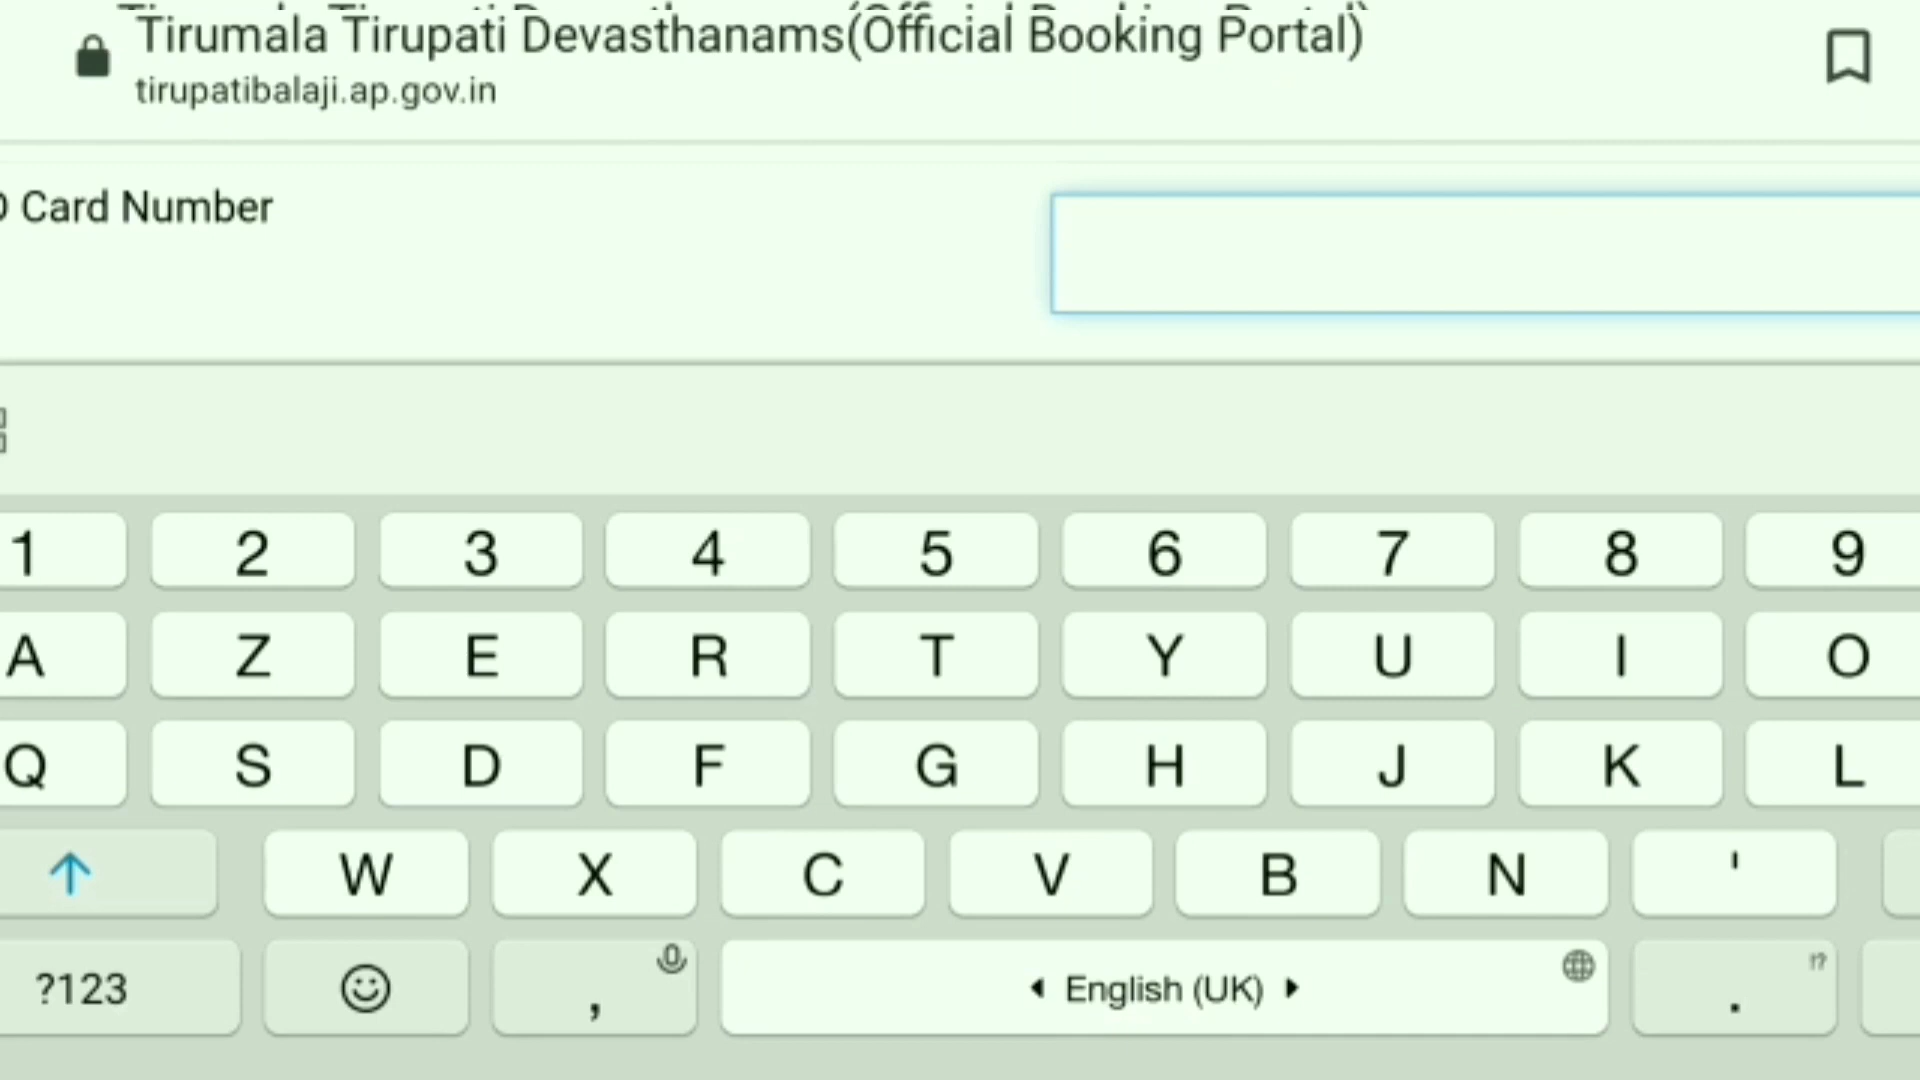 Tirumala Tirupati Devasthanams(Official Booking Portal)
tirupatibalaji.ap.gov.in
Card Number
1 2 3 4 5 6 7 8 9
A Z E R T Y U I O
Q S D F G H J K L
W X C V B N '
?123 , English (UK) . !?